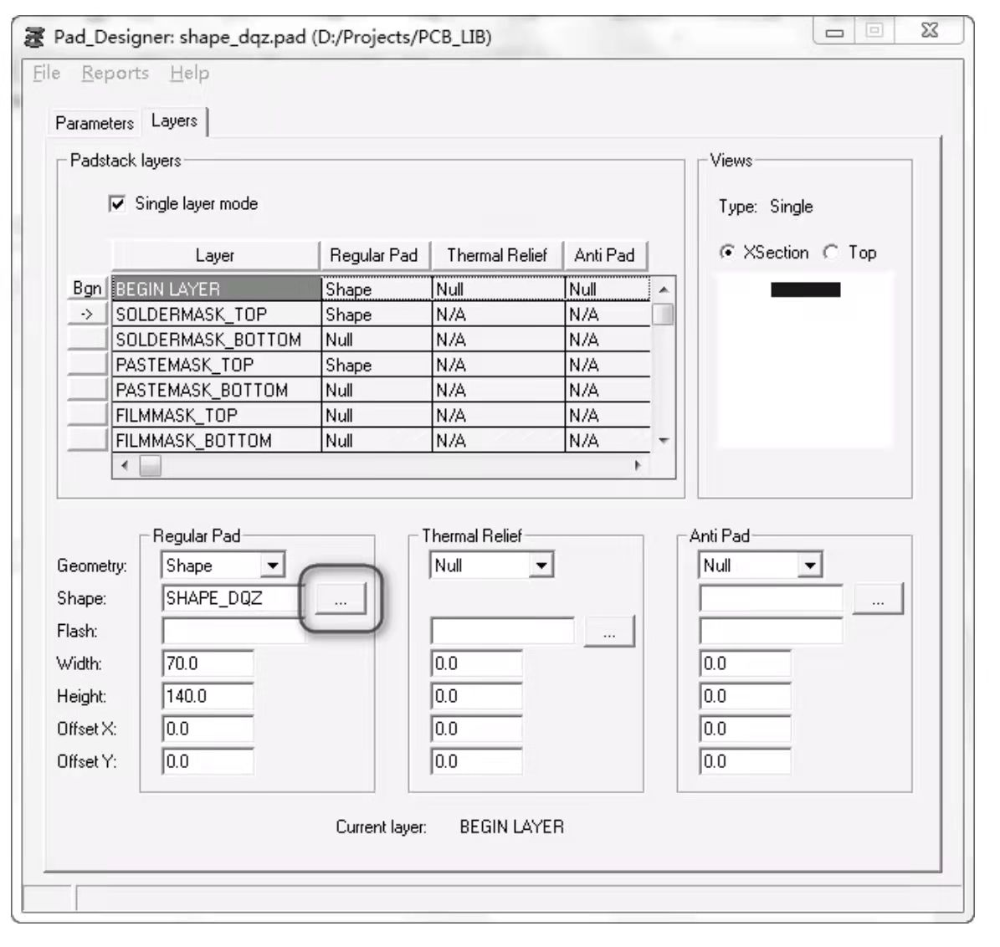 Pad_Designer: shape_dqz.pad (D:/Projects/PCB_LIB)
File Reports Help
Parameters Layers
Padstack layers
Single layer mode
Layer Regular Pad Thermal Relief Anti Pad
Bgn BEGIN LAYER Shape Null Null
-> SOLDERMASK_TOP Shape N/A N/A
SOLDERMASK_BOTTOM Null N/A N/A
PASTEMASK_TOP Shape N/A N/A
PASTEMASK_BOTTOM Null N/A N/A
FILMMASK_TOP Null N/A N/A
FILMMASK_BOTTOM Null N/A N/A
Views
Type: Single
XSection Top
Regular Pad Thermal Relief Anti Pad
Geometry: Shape Null Null
Shape: SHAPE_DQZ ... ...
Flash: ...
Width: 70.0 0.0 0.0
Height: 140.0 0.0 0.0
Offset X: 0.0 0.0 0.0
Offset Y: 0.0 0.0 0.0
Current layer: BEGIN LAYER